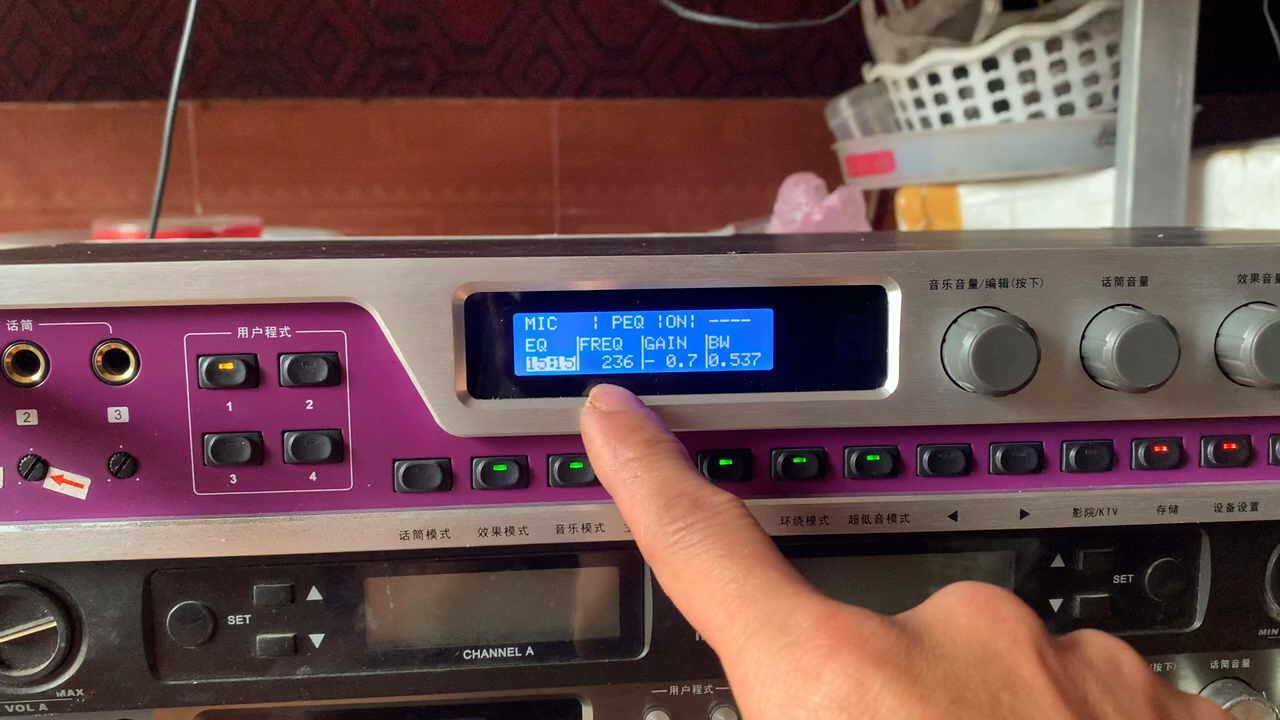 音乐音量/编辑(按下)
话筒音量
话筒
用户程式
MIC | PEQ |ON| ----
EQ |FREQ |GAIN |BW
15:15| 236 |- 0.7 |0.537
1
2
2
3
3
4
话筒模式
效果模式
音乐模式
环绕模式
超低音模式
◀
▶
影院/KTV
存储
设备设置
SET
▲
▼
CHANNEL A
▲
▼
SET
MAX
VOL A
用户程式
话筒音量